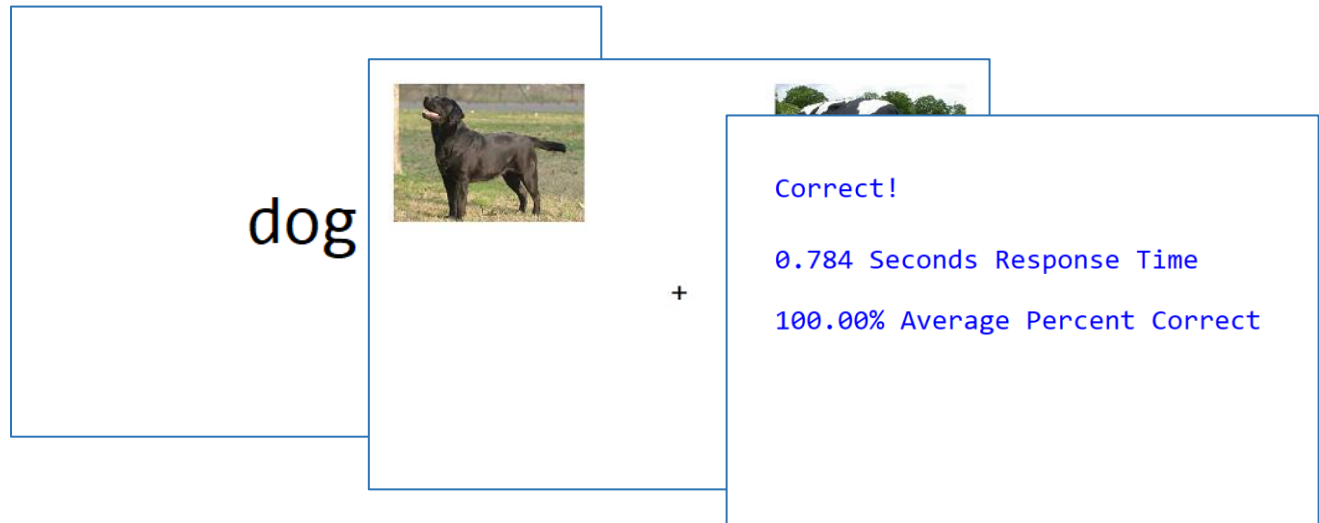 dog
+
Correct!
0.784 Seconds Response Time
100.00% Average Percent Correct